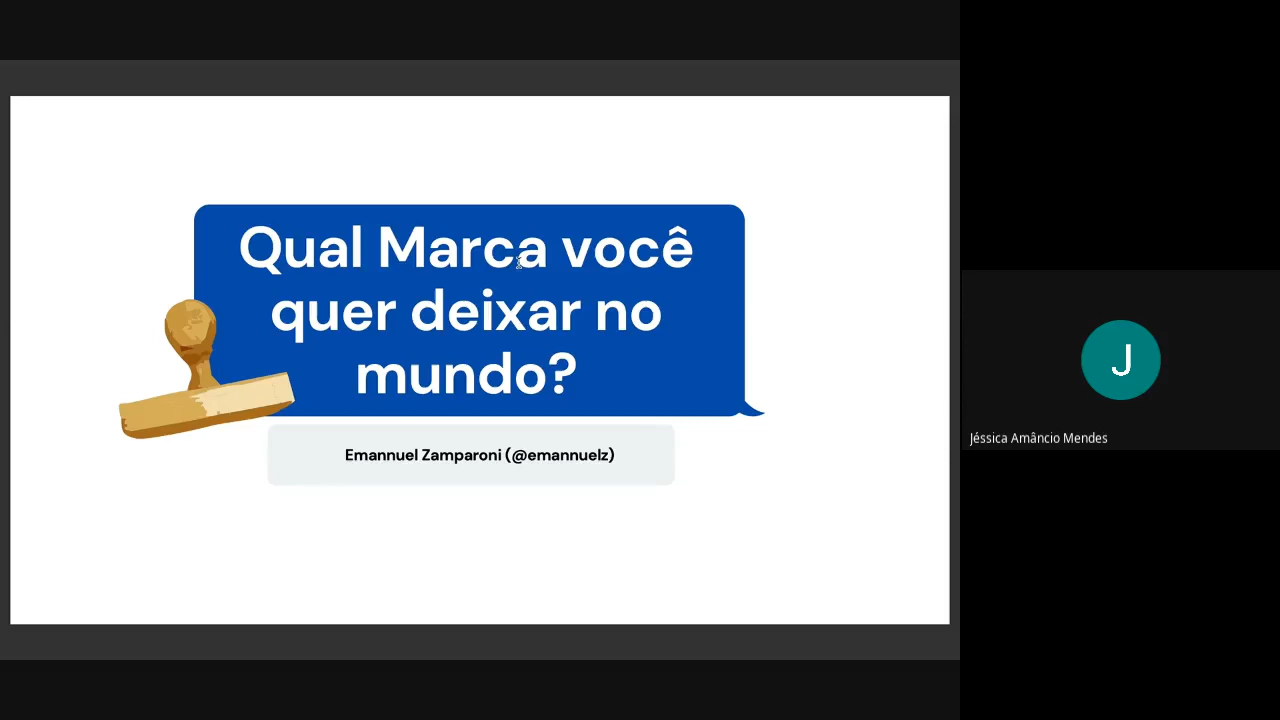 Qual Marca você
quer deixar no
mundo?
Emannuel Zamparoni (@emannuelz)
J
Jéssica Amâncio Mendes